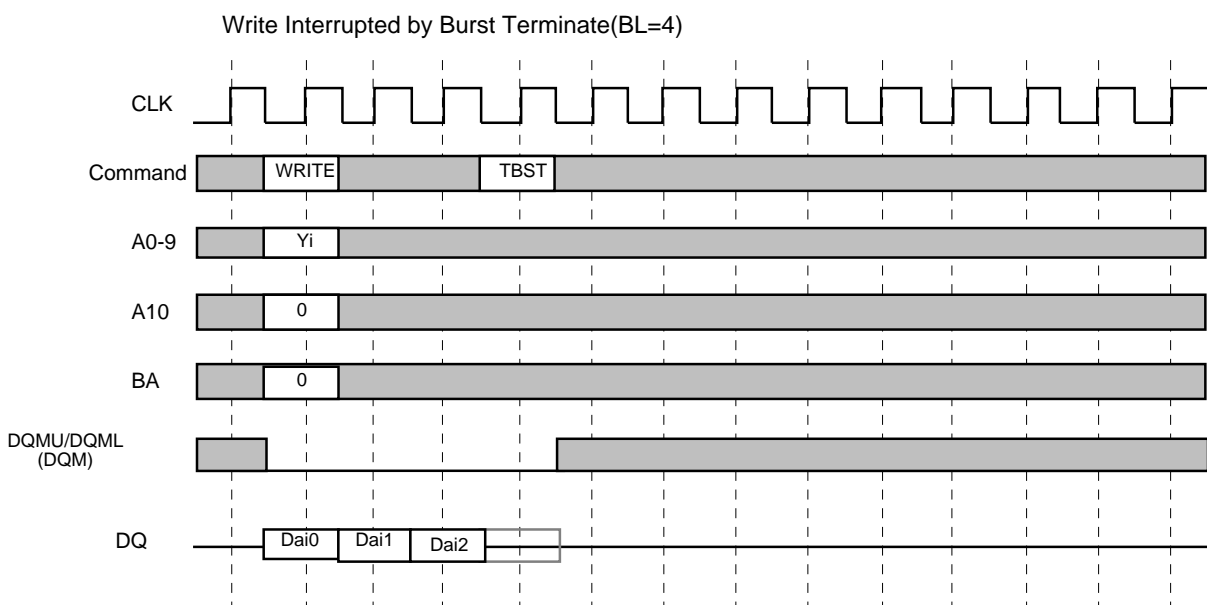 Write Interrupted by Burst Terminate(BL=4)
CLK
Command WRITE TBST
A0-9 Yi
A10 0
BA 0
DQMU/DQML
(DQM)
DQ Dai0 Dai1 Dai2